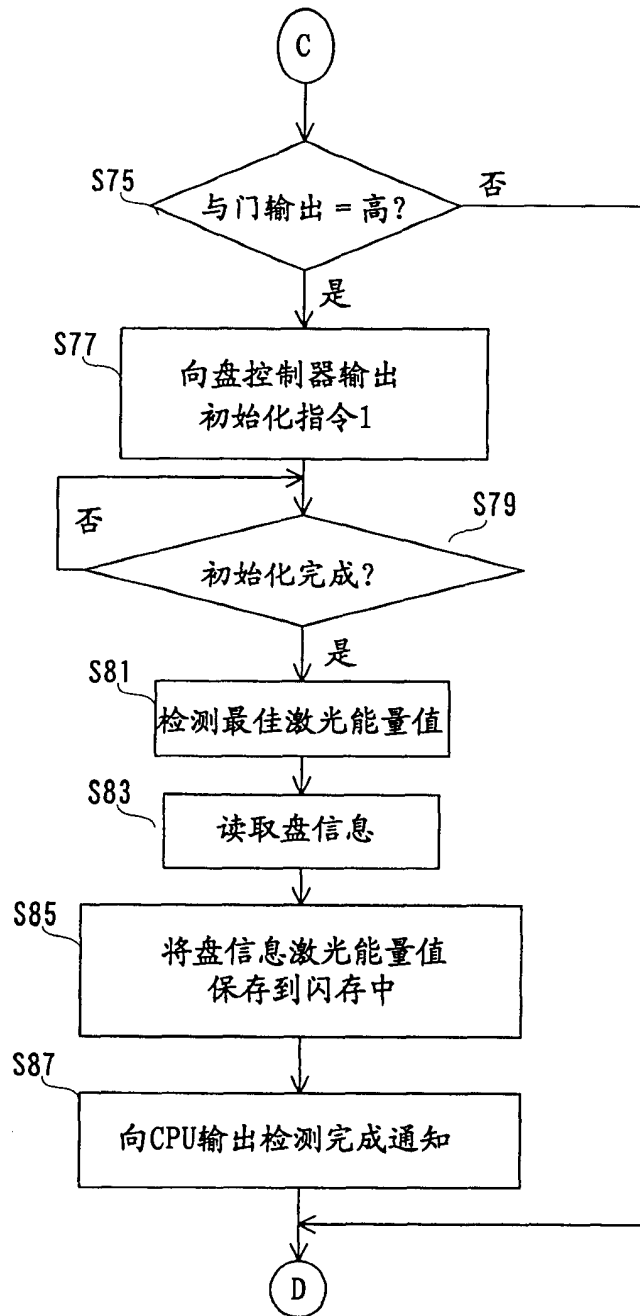 C
S75
与门输出 = 高?
否
是
S77
向盘控制器输出
初始化指令1
否
S79
初始化完成?
是
S81
检测最佳激光能量值
S83
读取盘信息
S85
将盘信息激光能量值
保存到闪存中
S87
向CPU输出检测完成通知
D